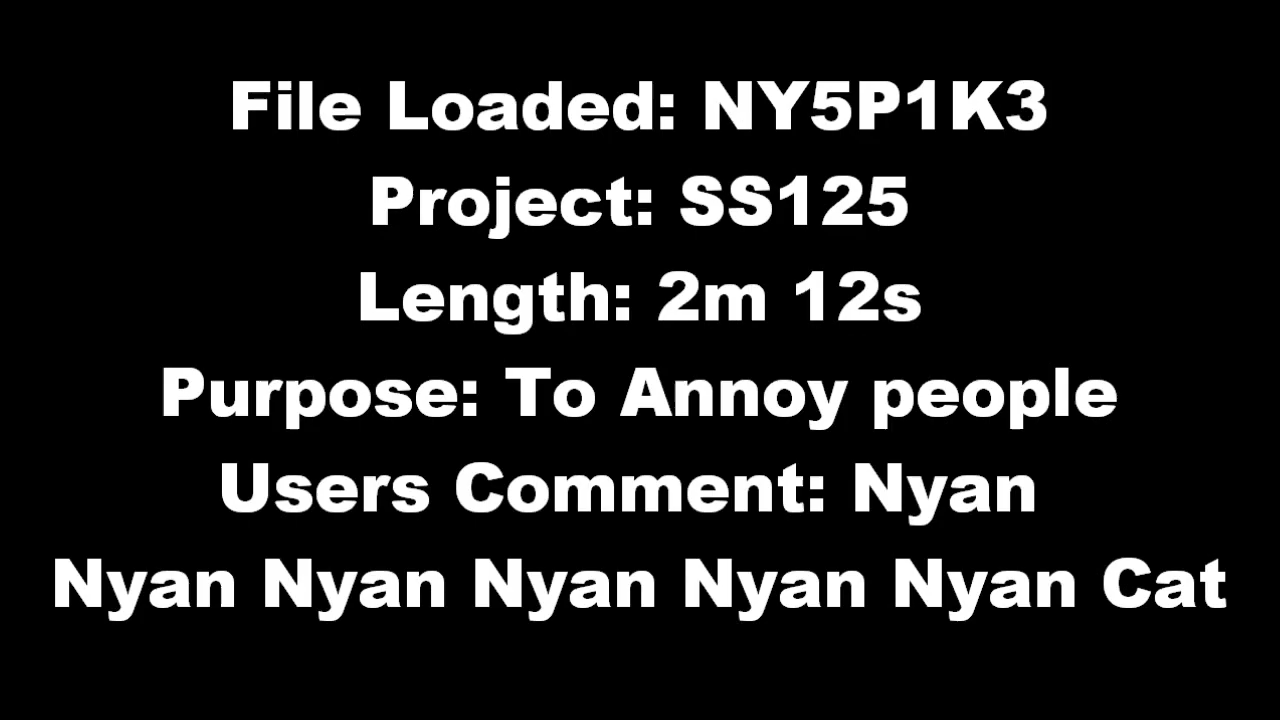 File Loaded: NY5P1K3
Project: SS125
Length: 2m 12s
Purpose: To Annoy people
Users Comment: Nyan
Nyan Nyan Nyan Nyan Nyan Cat